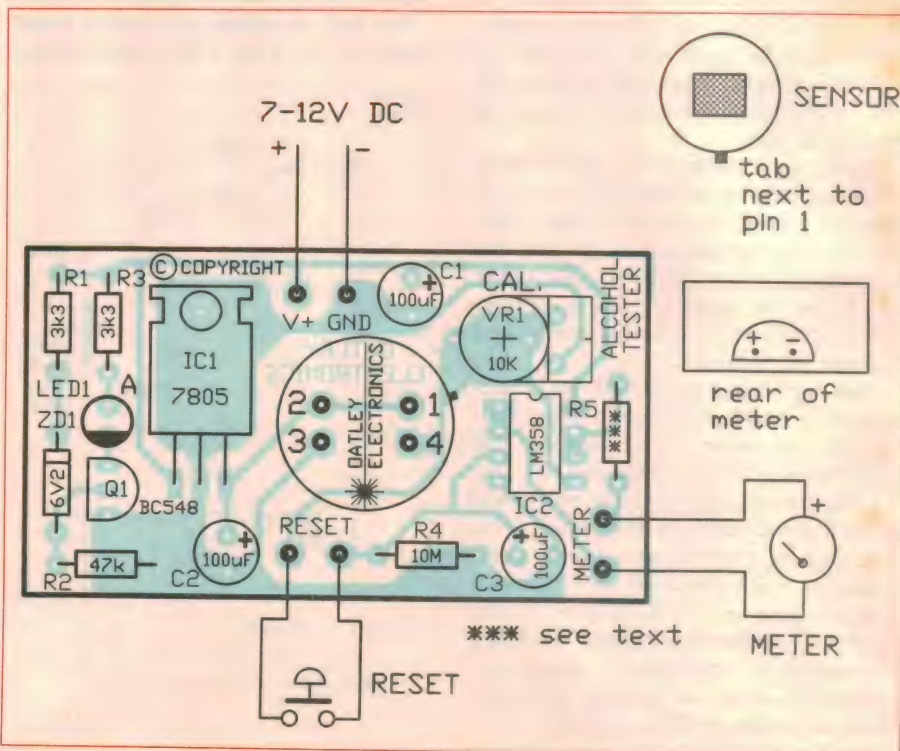 SENSOR
tab
next to
pin 1
7-12V DC
+ -
R1 R3 © COPYRIGHT
3k3 3k3
V+ GND
C1
+
100uF
CAL.
VR1
+
10K
ALCOHOL
TESTER
+ -
rear of
meter
IC1
7805
LED1 A
ZD1
6V2
Q1
BC548
2 1
3 4
OATLEY
ELECTRONICS
LM358
IC2
R5
***
RESET
R4
10M
R2 47k
C2
+
100uF
C3
+
100uF
METER
+
METER
*** see text
RESET